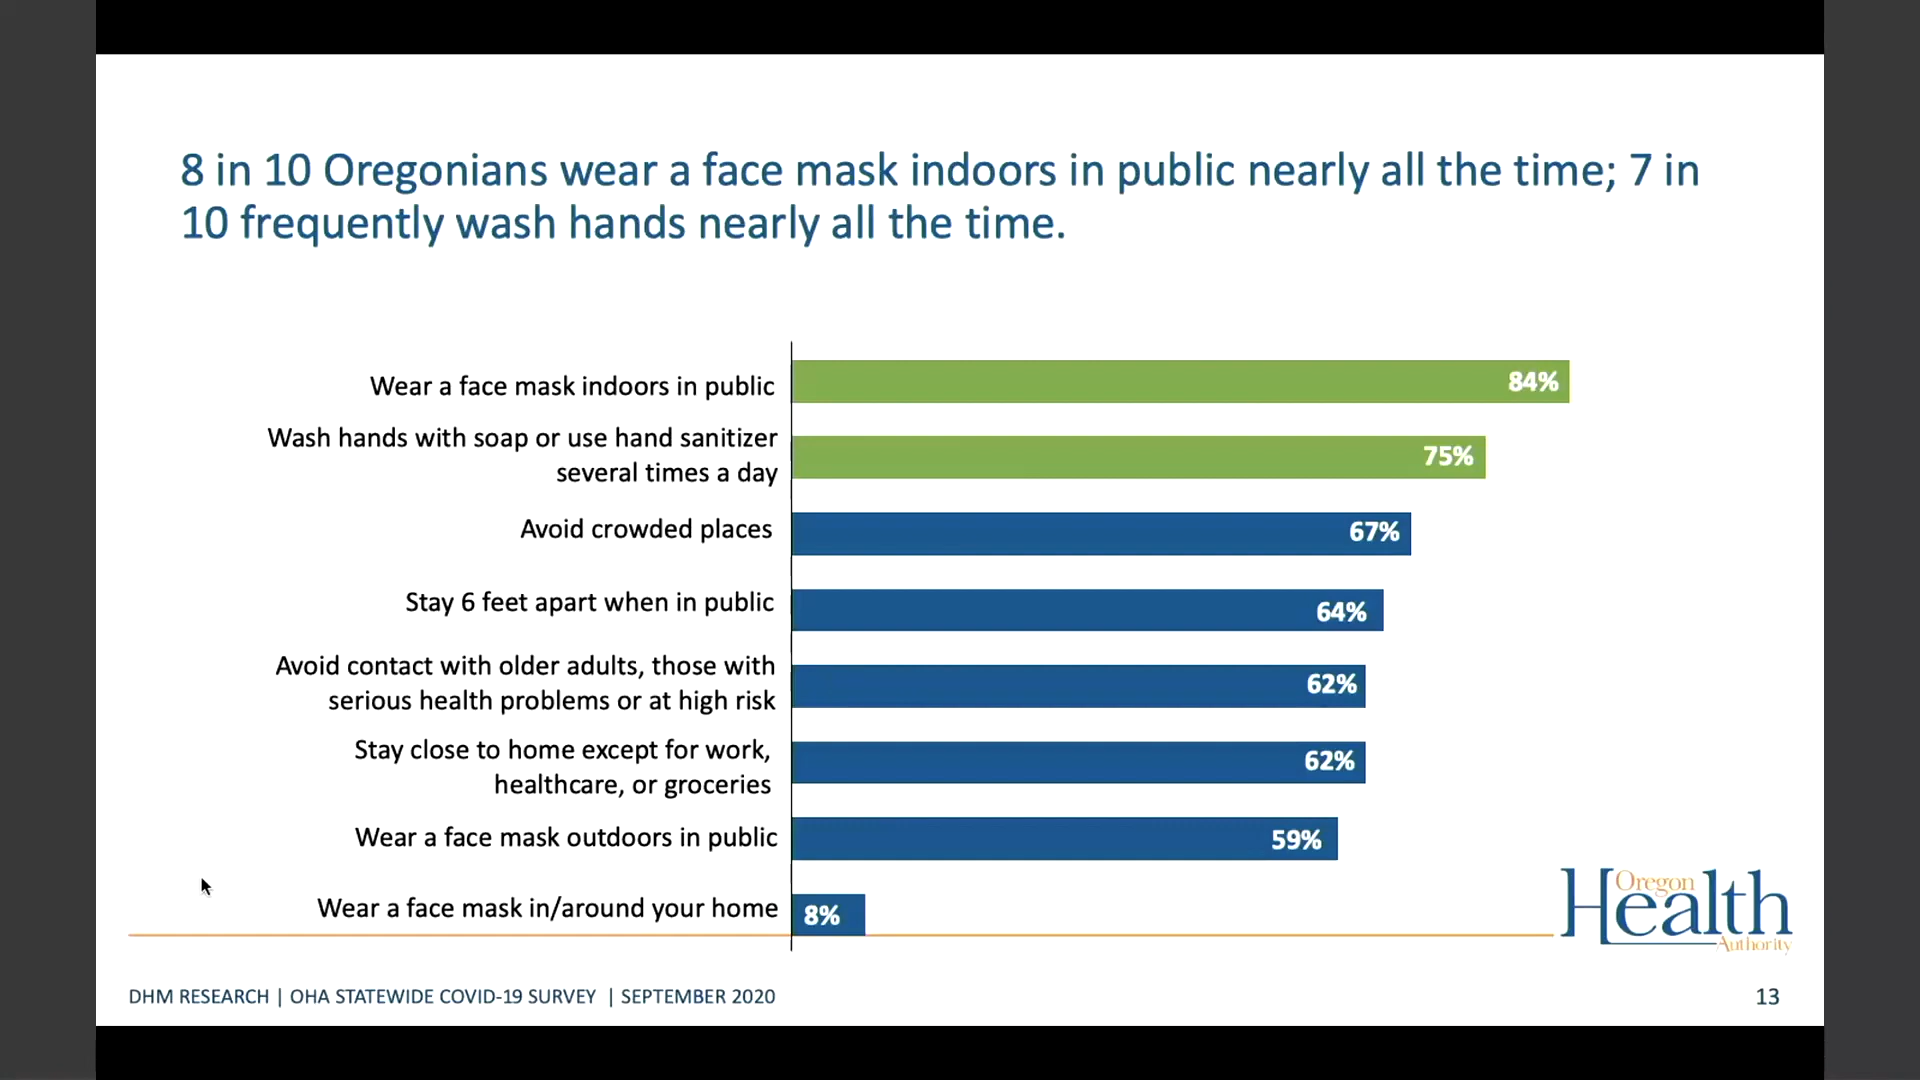 8 in 10 Oregonians wear a face mask indoors in public nearly all the time; 7 in
10 frequently wash hands nearly all the time.
Wear a face mask indoors in public
84%
Wash hands with soap or use hand sanitizer
several times a day
75%
Avoid crowded places
67%
Stay 6 feet apart when in public
64%
Avoid contact with older adults, those with
serious health problems or at high risk
62%
Stay close to home except for work,
healthcare, or groceries
62%
Wear a face mask outdoors in public
59%
Wear a face mask in/around your home
8%
Oregon
Health
Authority
DHM RESEARCH | OHA STATEWIDE COVID-19 SURVEY | SEPTEMBER 2020
13